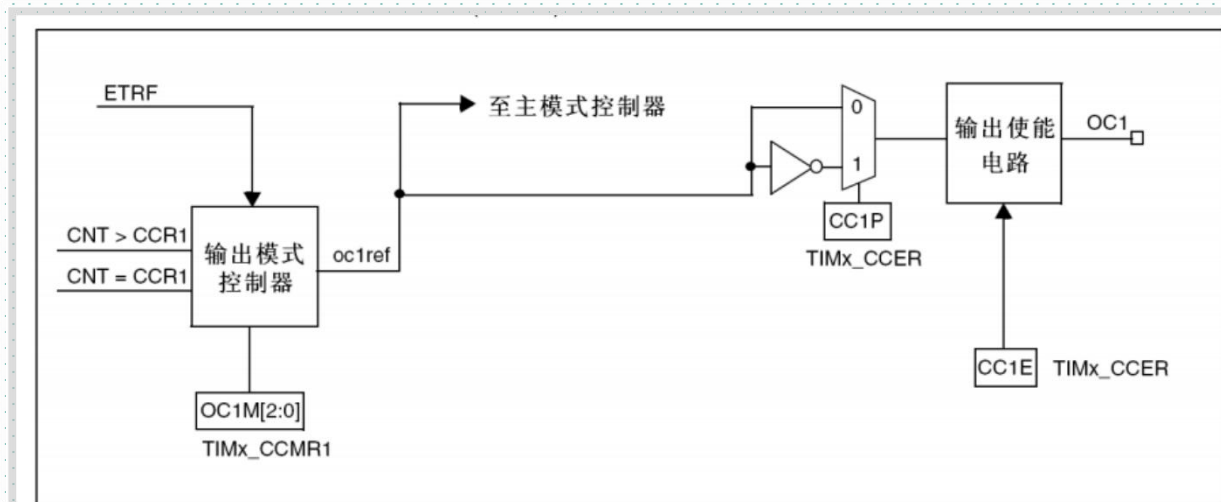 ETRF
至主模式控制器
0
1
输出使能
电路
OC1
CC1P
TIMx_CCER
CNT > CCR1
CNT = CCR1
输出模式
控制器
oc1ref
CC1E
TIMx_CCER
OC1M[2:0]
TIMx_CCMR1